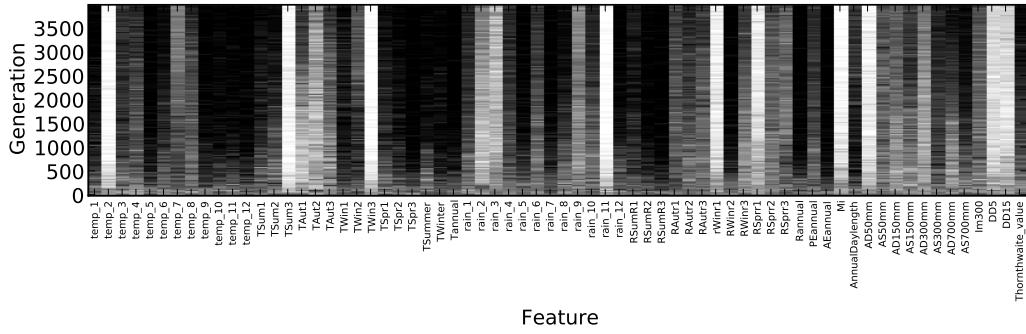 Generation
3500
3000
2500
2000
1500
1000
500
0
temp_1
temp_2
temp_3
temp_4
temp_5
temp_6
temp_7
temp_8
temp_9
temp_10
temp_11
temp_12
TSum1
TSum2
TSum3
TAut1
TAut2
TAut3
TWin1
TWin2
TWin3
TSpr1
TSpr2
TSpr3
TSummer
TWinter
Tannual
rain_1
rain_2
rain_3
rain_4
rain_5
rain_6
rain_7
rain_8
rain_9
rain_10
rain_11
rain_12
RSumR1
RSumR2
RSumR3
RAutr1
RAutr2
RAutr3
rWinr1
RWinr2
RWinr3
RSprr1
RSprr2
RSprr3
Rannual
PEannual
AEannual
Mi
AnnualDaylength
AD50mm
AS50mm
AD150mm
AS150mm
AD300mm
AS300mm
AD700mm
AS700mm
Im300
DD5
DD15
Thornthwaite_value
Feature